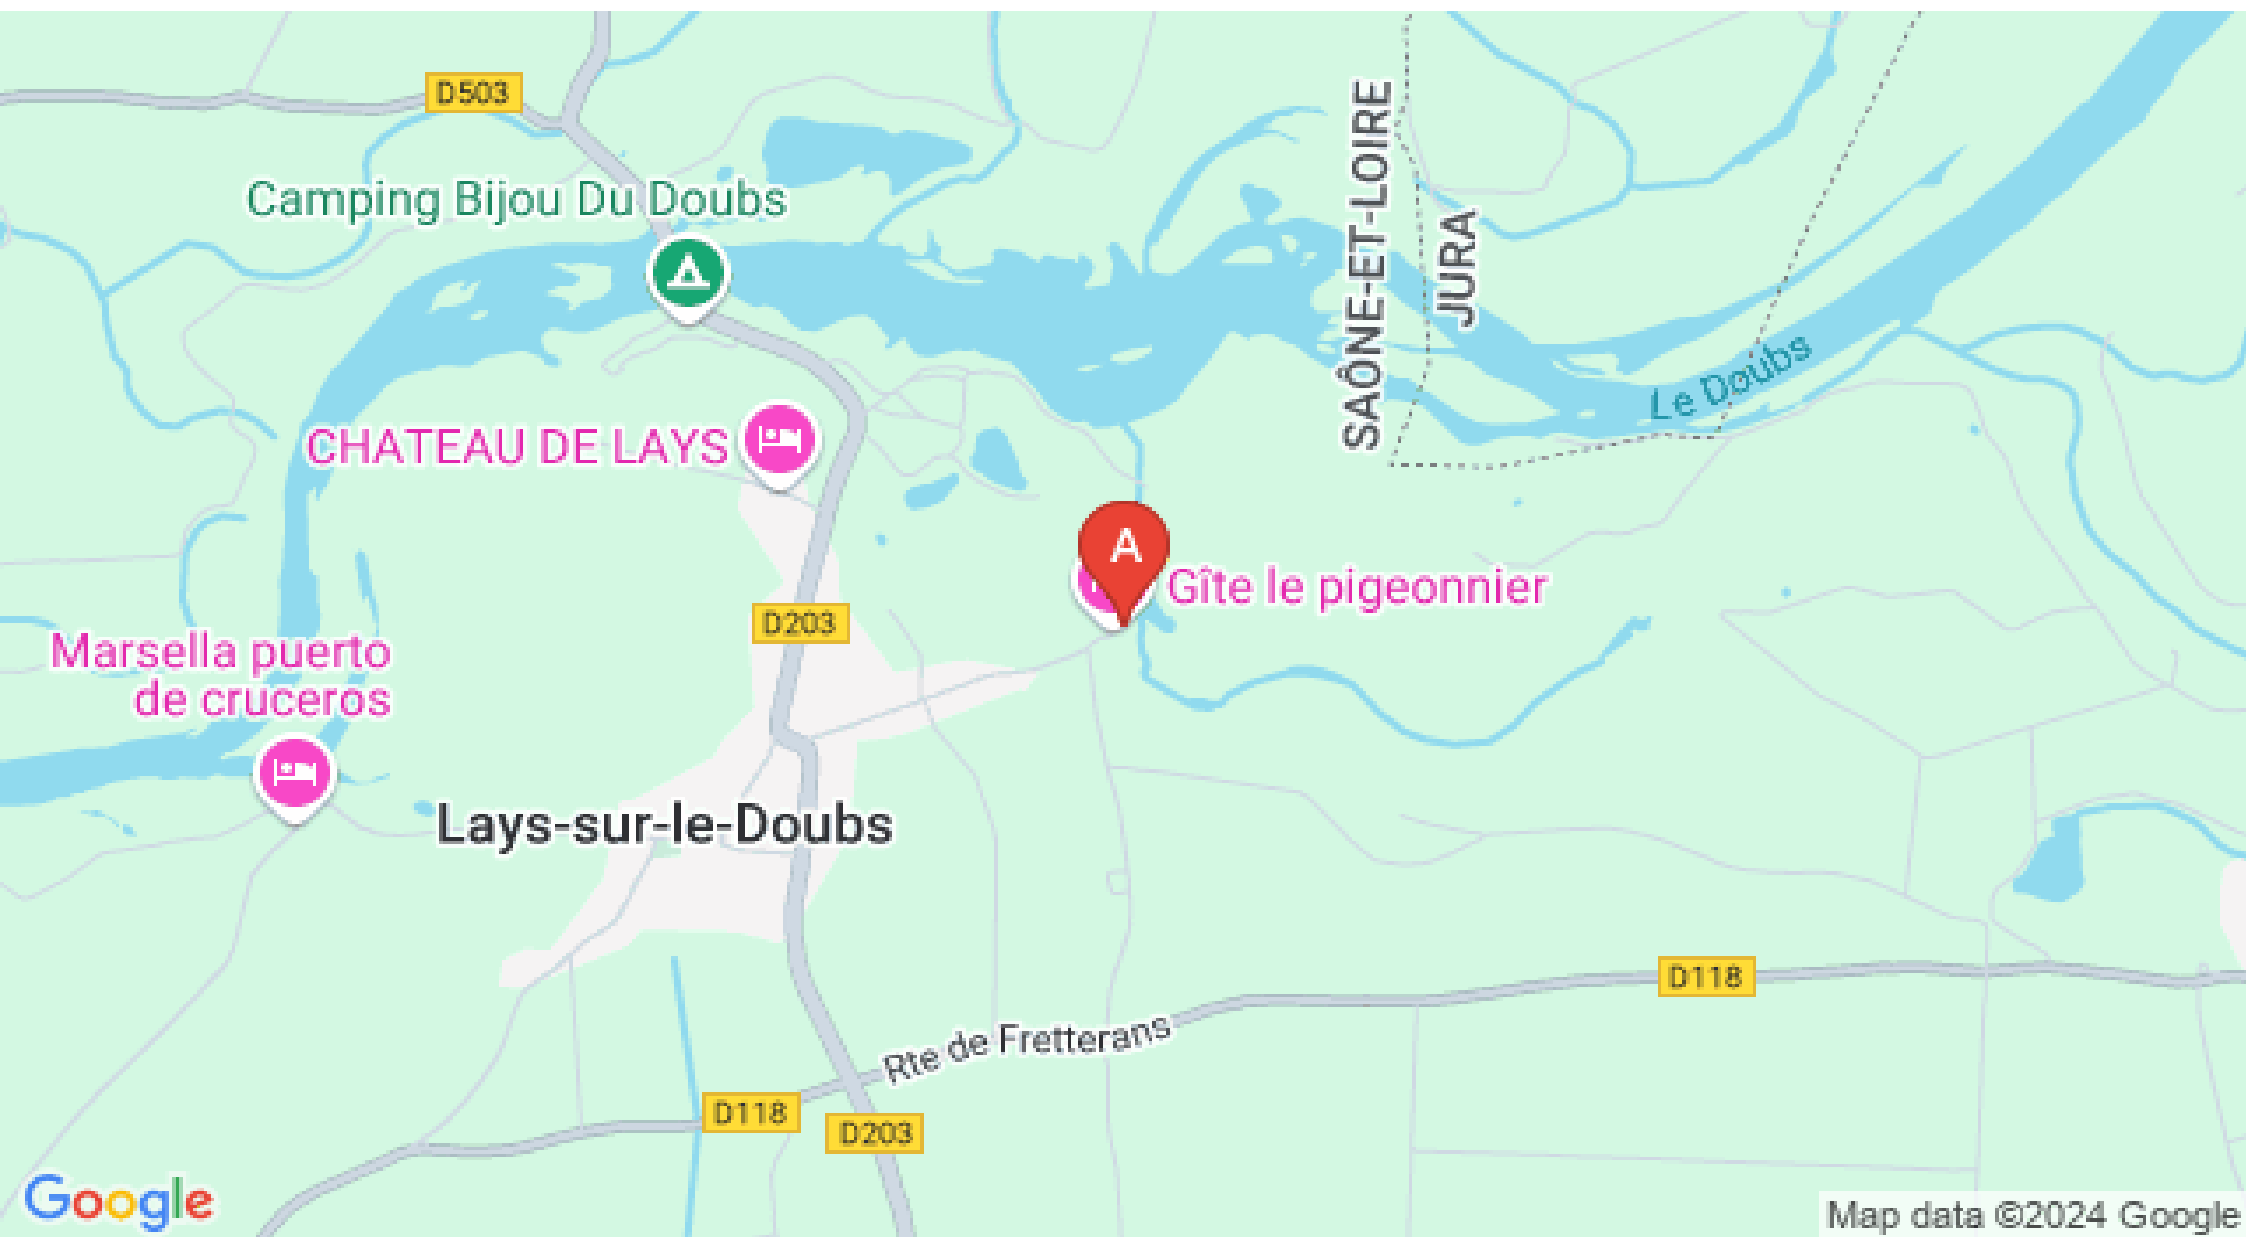 D503
Camping Bijou Du Doubs
SAÔNE-ET-LOIRE
JURA
Le Doubs
CHATEAU DE LAYS
A
Gîte le pigeonnier
D203
Marsella puerto
de cruceros
Lays-sur-le-Doubs
D118
Rte de Fretterans
D118
D203
Google
Map data ©2024 Google